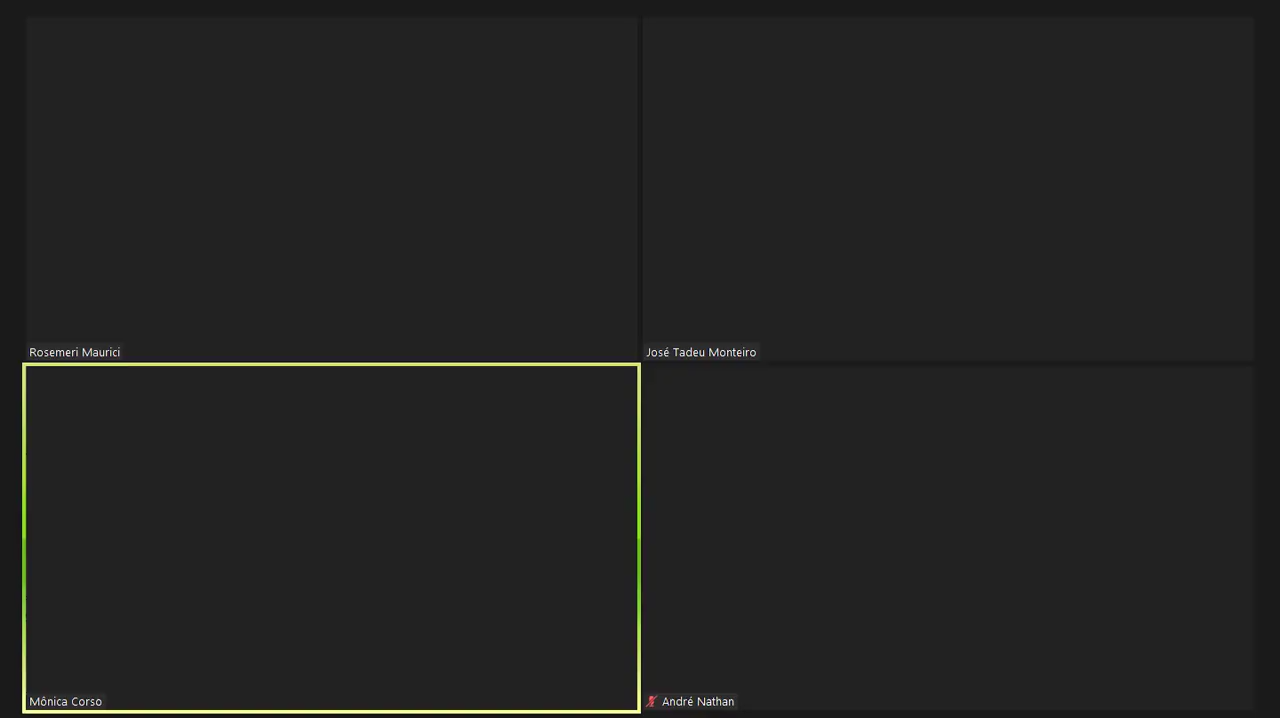 Rosemeri Maurici
José Tadeu Monteiro
Mônica Corso
André Nathan